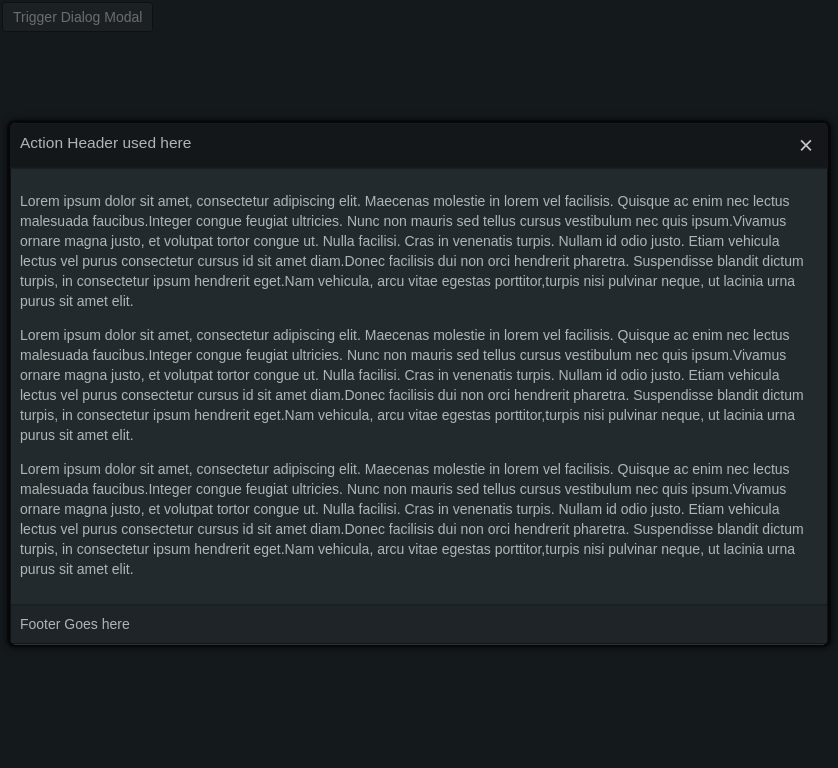 Trigger Dialog Modal
Action Header used here
×
Lorem ipsum dolor sit amet, consectetur adipiscing elit. Maecenas molestie in lorem vel facilisis. Quisque ac enim nec lectus
malesuada faucibus.Integer congue feugiat ultricies. Nunc non mauris sed tellus cursus vestibulum nec quis ipsum.Vivamus
ornare magna justo, et volutpat tortor congue ut. Nulla facilisi. Cras in venenatis turpis. Nullam id odio justo. Etiam vehicula
lectus vel purus consectetur cursus id sit amet diam.Donec facilisis dui non orci hendrerit pharetra. Suspendisse blandit dictum
turpis, in consectetur ipsum hendrerit eget.Nam vehicula, arcu vitae egestas porttitor,turpis nisi pulvinar neque, ut lacinia urna
purus sit amet elit.
Lorem ipsum dolor sit amet, consectetur adipiscing elit. Maecenas molestie in lorem vel facilisis. Quisque ac enim nec lectus
malesuada faucibus.Integer congue feugiat ultricies. Nunc non mauris sed tellus cursus vestibulum nec quis ipsum.Vivamus
ornare magna justo, et volutpat tortor congue ut. Nulla facilisi. Cras in venenatis turpis. Nullam id odio justo. Etiam vehicula
lectus vel purus consectetur cursus id sit amet diam.Donec facilisis dui non orci hendrerit pharetra. Suspendisse blandit dictum
turpis, in consectetur ipsum hendrerit eget.Nam vehicula, arcu vitae egestas porttitor,turpis nisi pulvinar neque, ut lacinia urna
purus sit amet elit.
Lorem ipsum dolor sit amet, consectetur adipiscing elit. Maecenas molestie in lorem vel facilisis. Quisque ac enim nec lectus
malesuada faucibus.Integer congue feugiat ultricies. Nunc non mauris sed tellus cursus vestibulum nec quis ipsum.Vivamus
ornare magna justo, et volutpat tortor congue ut. Nulla facilisi. Cras in venenatis turpis. Nullam id odio justo. Etiam vehicula
lectus vel purus consectetur cursus id sit amet diam.Donec facilisis dui non orci hendrerit pharetra. Suspendisse blandit dictum
turpis, in consectetur ipsum hendrerit eget.Nam vehicula, arcu vitae egestas porttitor,turpis nisi pulvinar neque, ut lacinia urna
purus sit amet elit.
Footer Goes here